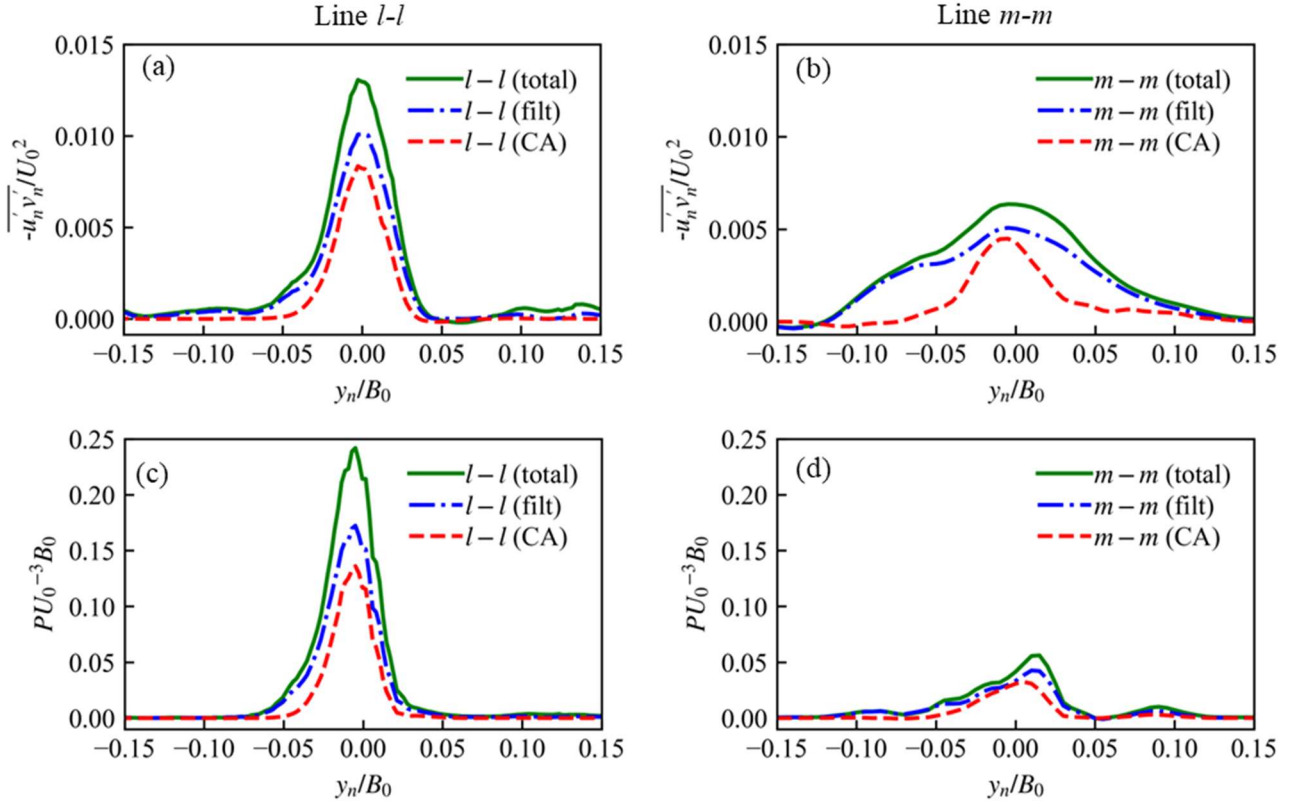 Line l-l
Line m-m
0.015
0.010
0.005
0.000
-u'ₙv'ₙ/U₀²
(a)
l – l (total)
l – l (filt)
l – l (CA)
−0.15 −0.10 −0.05 0.00 0.05 0.10 0.15
yₙ/B₀
0.015
0.010
0.005
0.000
-u'ₙv'ₙ/U₀²
(b)
m – m (total)
m – m (filt)
m – m (CA)
−0.15 −0.10 −0.05 0.00 0.05 0.10 0.15
yₙ/B₀
0.25
0.20
0.15
0.10
0.05
0.00
PU₀⁻³B₀
(c)
l – l (total)
l – l (filt)
l – l (CA)
−0.15 −0.10 −0.05 0.00 0.05 0.10 0.15
yₙ/B₀
0.25
0.20
0.15
0.10
0.05
0.00
PU₀⁻³B₀
(d)
m – m (total)
m – m (filt)
m – m (CA)
−0.15 −0.10 −0.05 0.00 0.05 0.10 0.15
yₙ/B₀